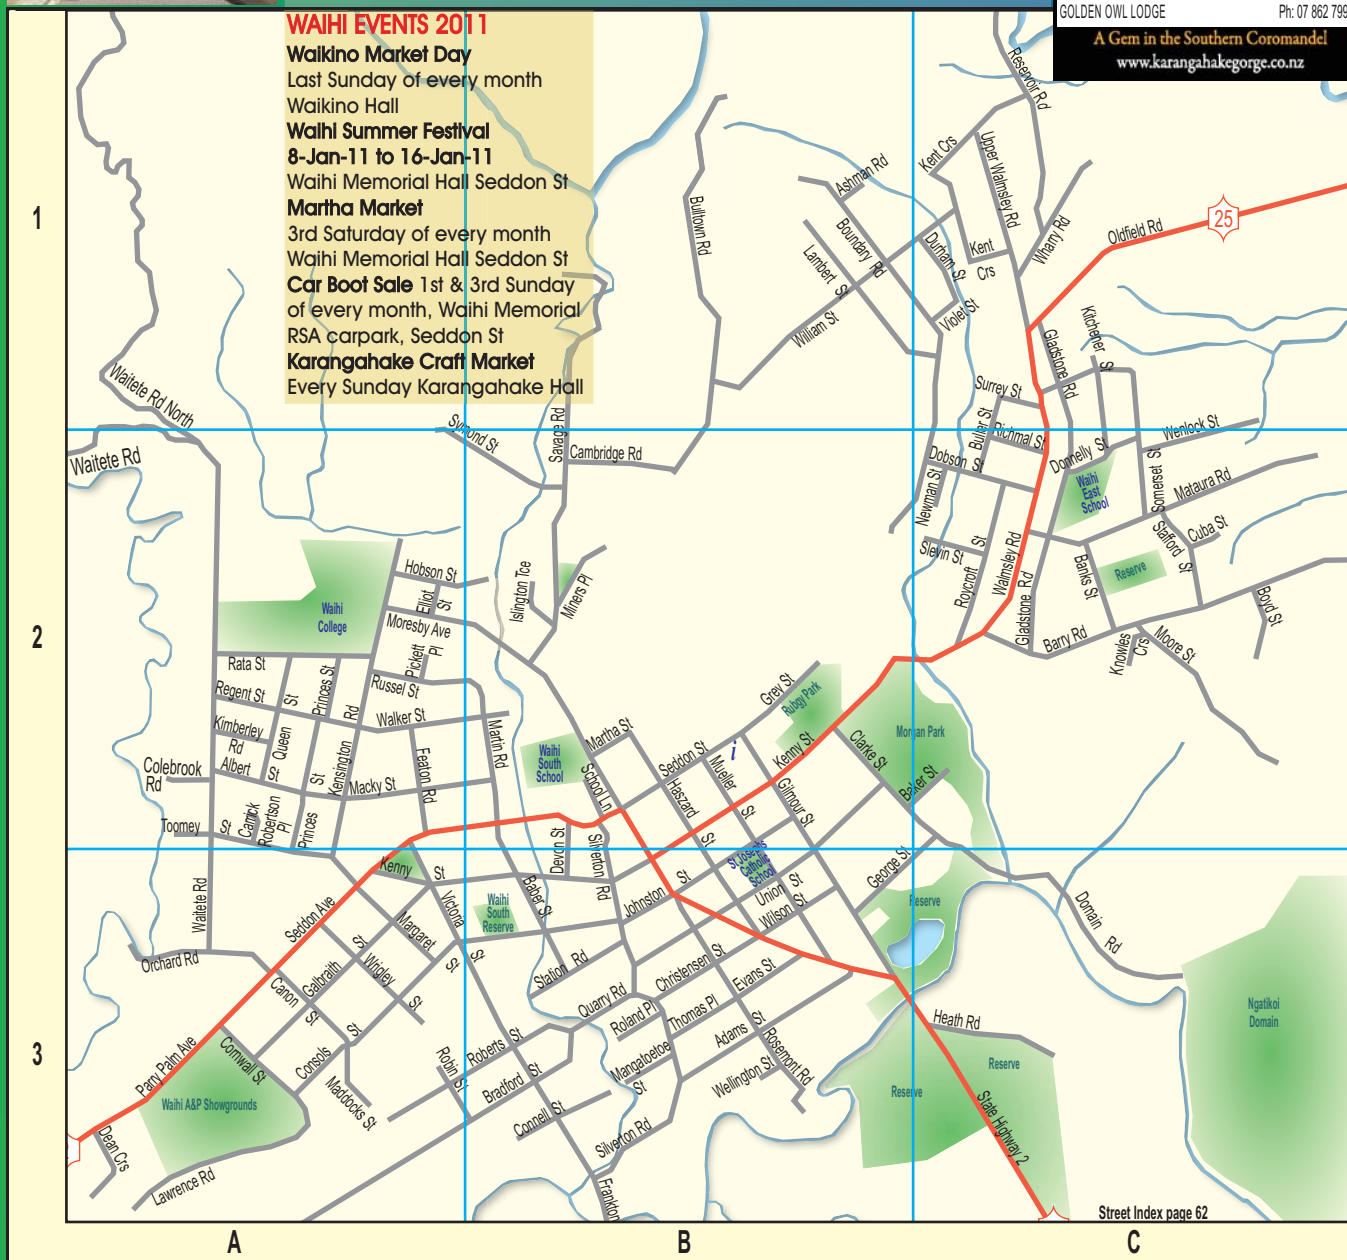 GOLDEN OWL LODGE Ph: 07 862 799
A Gem in the Southern Coromandel
www.karangahakegorge.co.nz
WAIHI EVENTS 2011
Waikino Market Day
Last Sunday of every month
Waikino Hall
Waihi Summer Festival
8-Jan-11 to 16-Jan-11
Waihi Memorial Hall Seddon St
Martha Market
3rd Saturday of every month
Waihi Memorial Hall Seddon St
Car Boot Sale 1st & 3rd Sunday
of every month, Waihi Memorial
RSA carpark, Seddon St
Karangahake Craft Market
Every Sunday Karangahake Hall
1
2
3
A
B
C
Reservoir Rd
Kent Crs
Upper Walmsley Rd
Ashman Rd
Boundary Rd
Bulltown Rd
Lambert St
Durham St
Kent
Crs
Wharry Rd
Oldfield Rd
25
William St
Violet St
Kitchener St
Gladstone Rd
Waitete Rd North
Surrey St
Buller St
Richmal St
Savage Rd
Symond St
Cambridge Rd
Waitete Rd
Dobson St
Donnelly St
Wenlock St
Waihi
East
School
Somerset St
Mataura Rd
Newman St
Slevin St
Stafford St
Cuba St
Walmsley Rd
Roycroft St
Gladstone Rd
Banks St
Reserve
Boyd St
Barry Rd
Knowles
Crs
Moore St
Hobson St
Elliot
St
Islington Tce
Miners Pl
Waihi
College
Moresby Ave
Pickett
Pl
Rata St
Regent St
Princes St
Russel St
Walker St
Kimberley
Rd
Queen St
Kensington Rd
Martin Rd
Albert St
Colebrook
Rd
Macky St
Featon Rd
Toomey St
Carrick
Robertson
Pl
Princes St
Waihi
South
School
Martha St
School Ln
Seddon St
i
Grey St
Rubgy Park
Kenny St
Mueller St
Haszard St
Gilmour St
Clarke St
Baker St
Morgan Park
Devon St
Silverton Rd
Kenny St
St Joseph's
Catholic
School
George St
Waitete Rd
Seddon Ave
Victoria St
Waihi
South
Reserve
Baber St
Johnston St
Union St
Wilson St
Reserve
Domain Rd
Margaret St
Orchard Rd
Galbraith St
Wrigley St
Canon St
Station Rd
Christensen St
Evans St
Quarry Rd
Roland Pl
Thomas Pl
Adams St
Ngatikoi
Domain
Heath Rd
Parry Palm Ave
Cornwall St
Consols St
Maddocks St
Robin St
Roberts St
Bradford St
Mangatoetoe
St
Rosemont Rd
Wellington St
Reserve
Reserve
Waihi A&P Showgrounds
Connell St
Silverton Rd
State Highway 2
Dean Crs
Lawrence Rd
Frankton
Street Index page 62